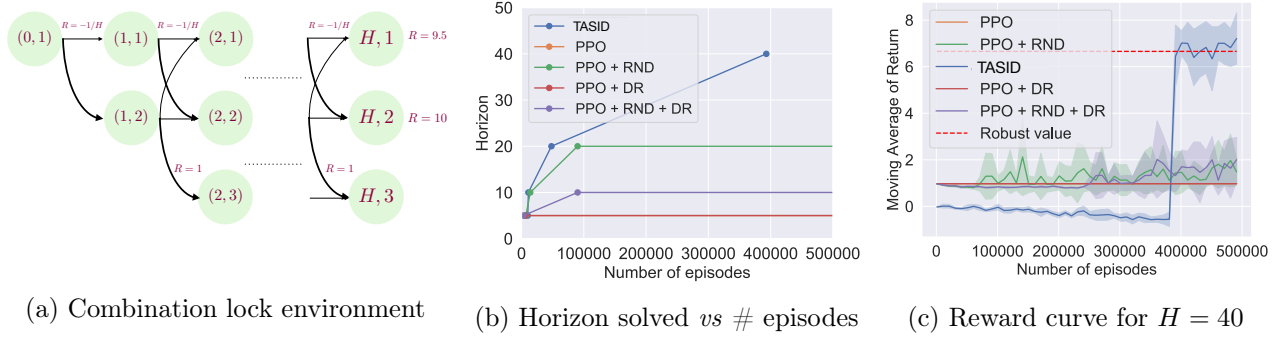 R = −1/H
R = −1/H
(0, 1)
(1, 1)
(2, 1)
H, 1
R = 9.5
(1, 2)
(2, 2)
H, 2
R = 10
R = 1
R = 1
(2, 3)
H, 3
(a) Combination lock environment
50
40
30
20
10
0
Horizon
TASID
PPO
PPO + RND
PPO + DR
PPO + RND + DR
0 100000 200000 300000 400000 500000
Number of episodes
(b) Horizon solved vs # episodes
8
6
4
2
0
Moving Average of Return
PPO
PPO + RND
TASID
PPO + DR
PPO + RND + DR
Robust value
0 100000 200000 300000 400000 500000
Number of episodes
(c) Reward curve for H = 40